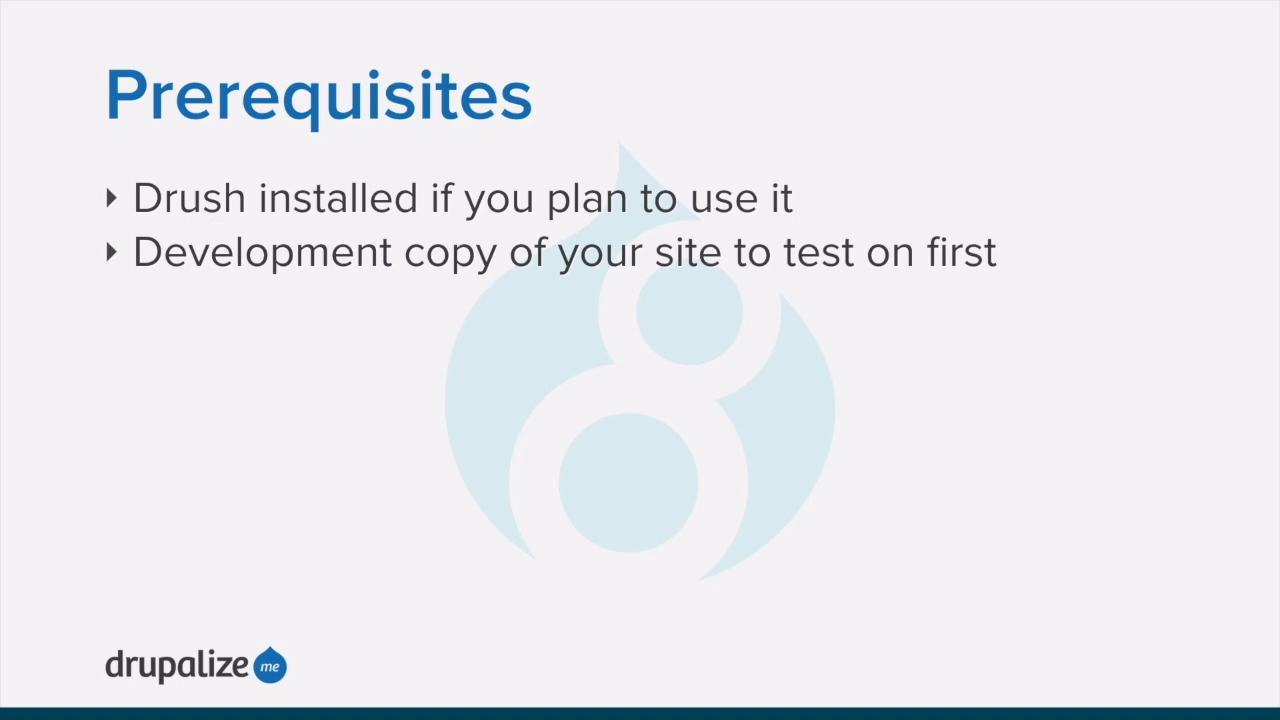 Prerequisites
Drush installed if you plan to use it
Development copy of your site to test on first
drupalize me